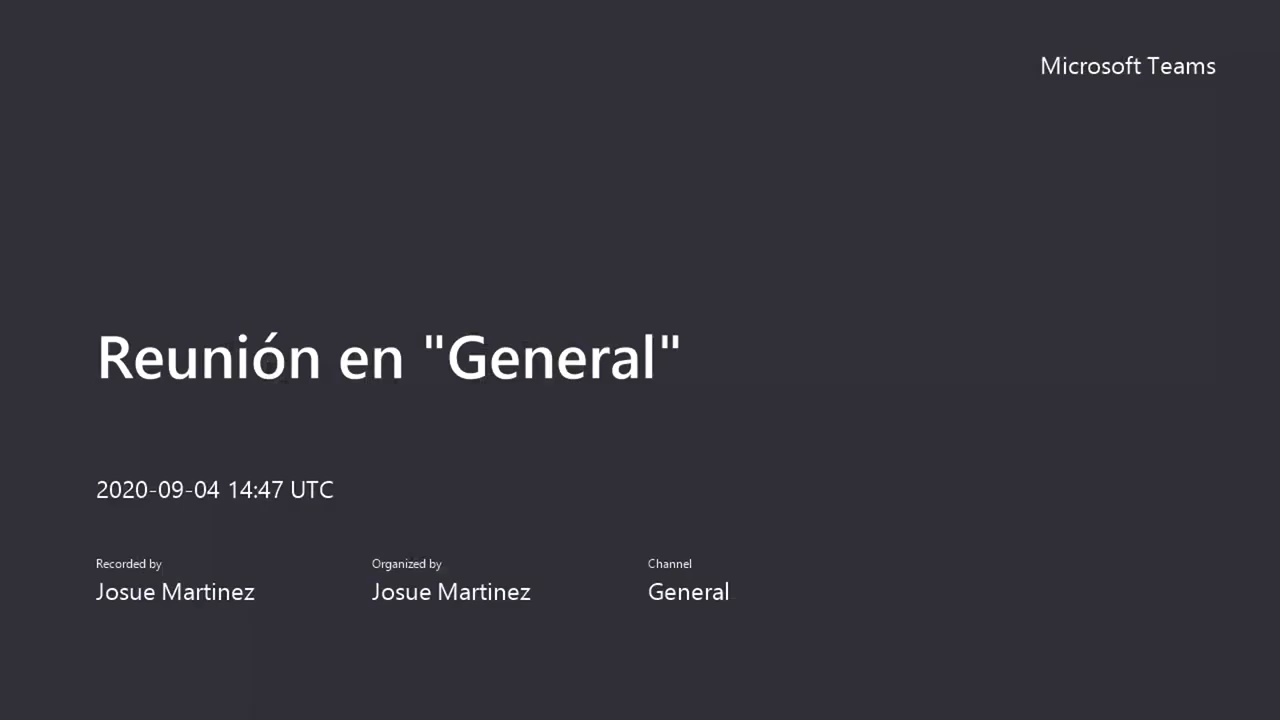 Microsoft Teams
Reunión en "General"
2020-09-04 14:47 UTC
Recorded by
Josue Martinez
Organized by
Josue Martinez
Channel
General